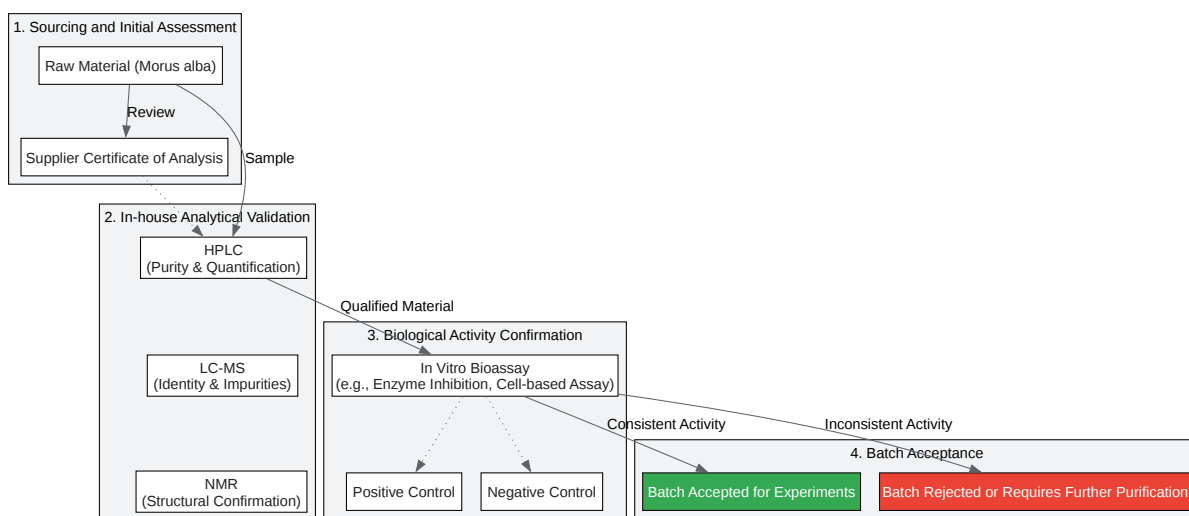 1. Sourcing and Initial Assessment
Raw Material (Morus alba)
Review
Supplier Certificate of Analysis
Sample
2. In-house Analytical Validation
HPLC
(Purity & Quantification)
Qualified Material
3. Biological Activity Confirmation
LC-MS
(Identity & Impurities)
In Vitro Bioassay
(e.g., Enzyme Inhibition, Cell-based Assay)
Consistent Activity
Inconsistent Activity
4. Batch Acceptance
NMR
(Structural Confirmation)
Positive Control
Negative Control
Batch Accepted for Experiments
Batch Rejected or Requires Further Purification